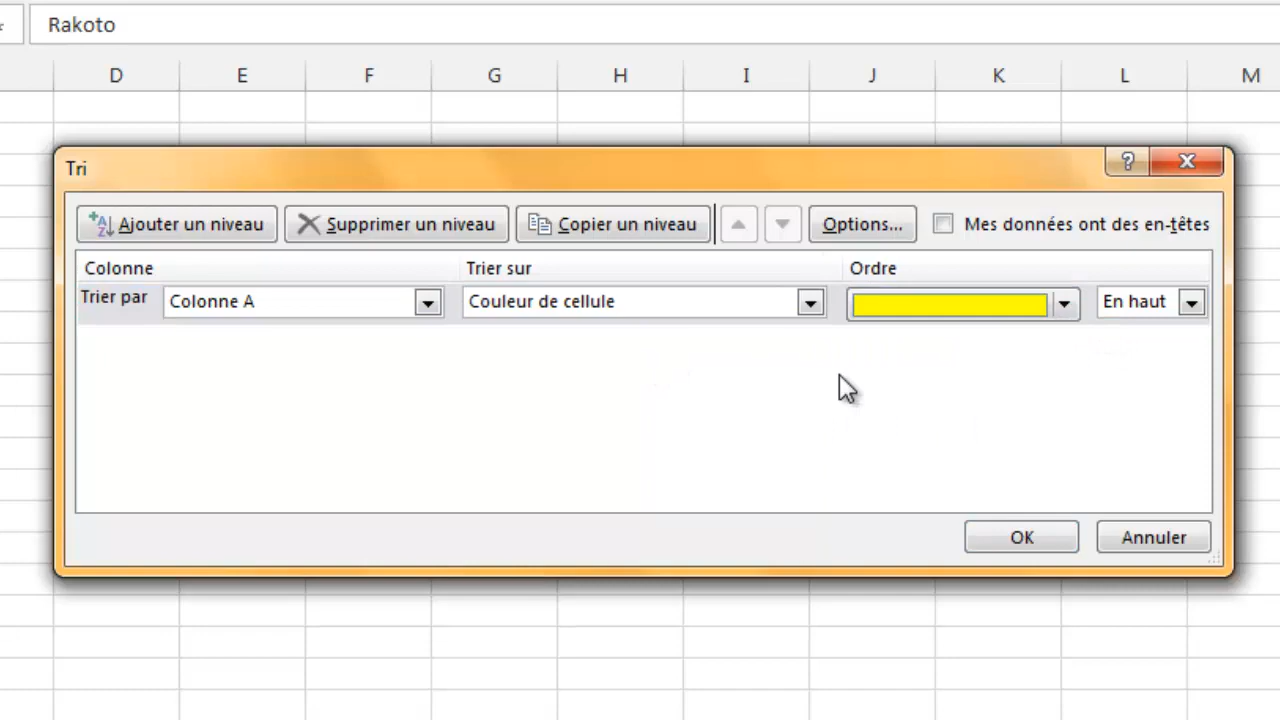 Rakoto
D E F G H I J K L M
Tri
Ajouter un niveau Supprimer un niveau Copier un niveau Options... Mes données ont des en-têtes
Colonne Trier sur Ordre
Trier par Colonne A Couleur de cellule En haut
OK Annuler